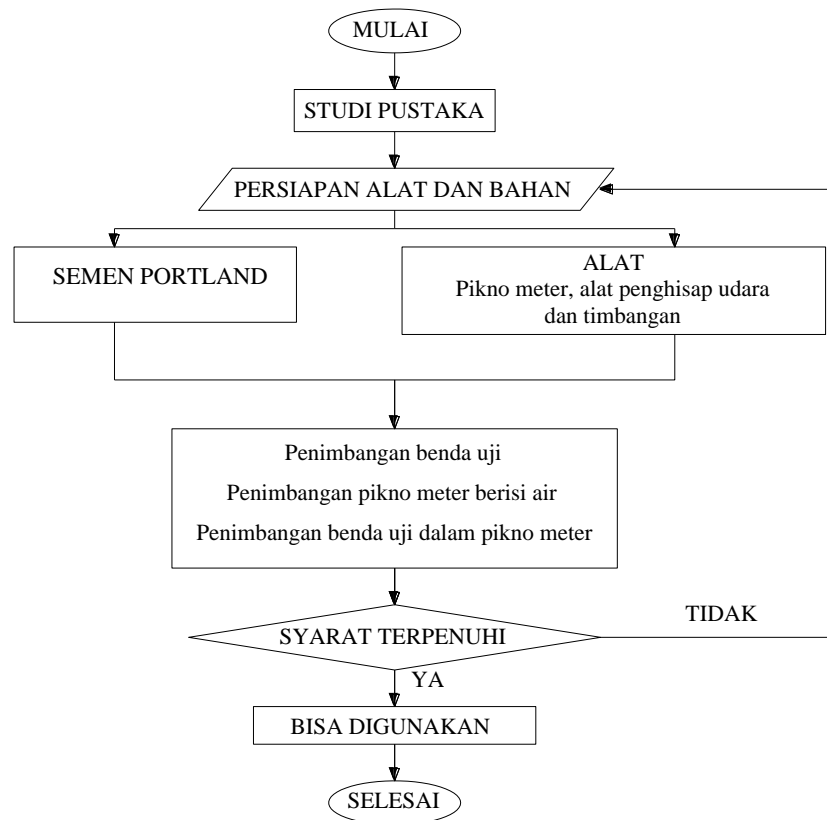 MULAI
STUDI PUSTAKA
PERSIAPAN ALAT DAN BAHAN
SEMEN PORTLAND
ALAT
Pikno meter, alat penghisap udara
dan timbangan
Penimbangan benda uji
Penimbangan pikno meter berisi air
Penimbangan benda uji dalam pikno meter
SYARAT TERPENUHI
TIDAK
YA
BISA DIGUNAKAN
SELESAI